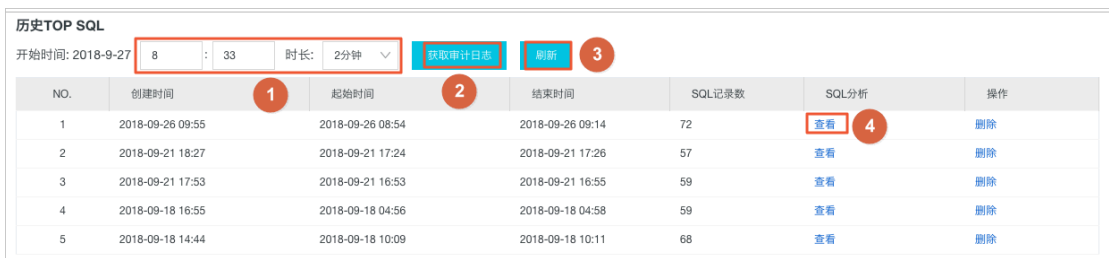 历史TOP SQL
开始时间: 2018-9-27 8 : 33 时长: 2分钟 获取审计日志 刷新 3
NO. 创建时间 1 起始时间 2 结束时间 SQL记录数 SQL分析 操作
1 2018-09-26 09:55 2018-09-26 08:54 2018-09-26 09:14 72 查看 4 删除
2 2018-09-21 18:27 2018-09-21 17:24 2018-09-21 17:26 57 查看 删除
3 2018-09-21 17:53 2018-09-21 16:53 2018-09-21 16:55 59 查看 删除
4 2018-09-18 16:55 2018-09-18 04:56 2018-09-18 04:58 59 查看 删除
5 2018-09-18 14:44 2018-09-18 10:09 2018-09-18 10:11 68 查看 删除